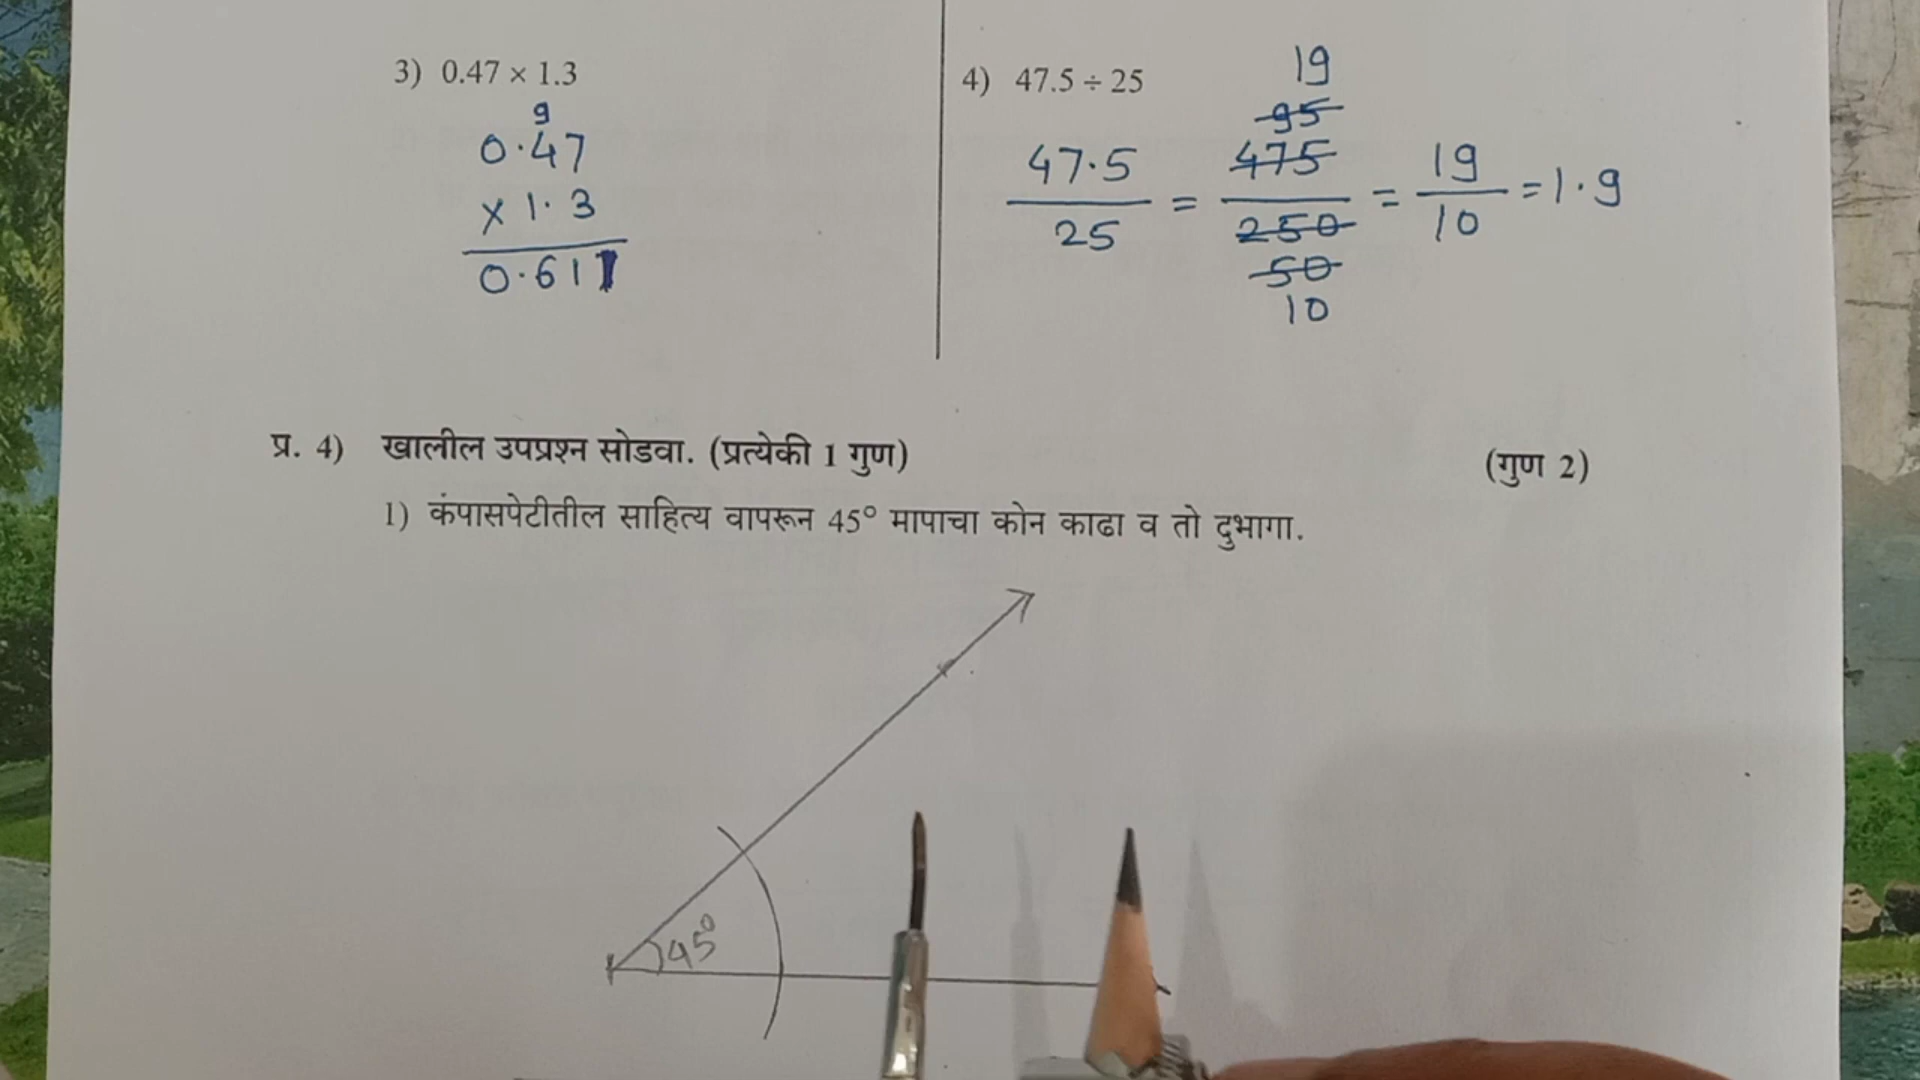 3) 0.47 × 1.3
9
0.47
× 1.3
0.611
4) 47.5 ÷ 25
19
95
47.5 / 25 = 475 / 250 = 19 / 10 = 1.9
50
10
प्र. 4) खालील उपप्रश्न सोडवा. (प्रत्येकी 1 गुण) (गुण 2)
1) कंपासपेटीतील साहित्य वापरून 45° मापाचा कोन काढा व तो दुभागा.
45°